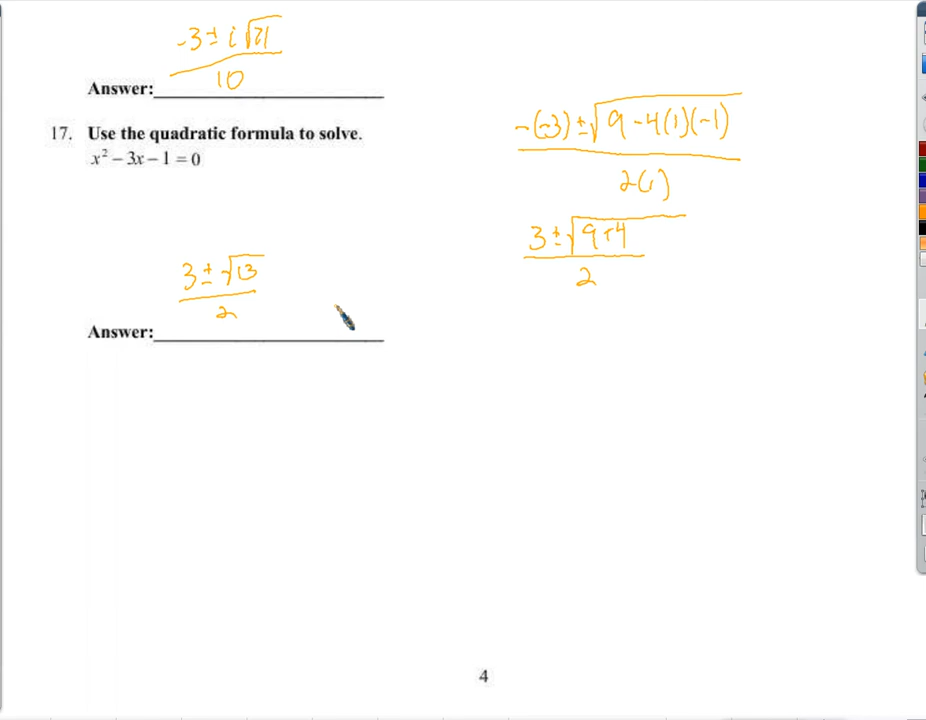 -3 ± i√71
10
Answer:
17. Use the quadratic formula to solve.
x² − 3x − 1 = 0
3 ± √13
2
Answer:
-(-3) ± √9 - 4(1)(-1)
2(1)
3 ± √9+4
2
4